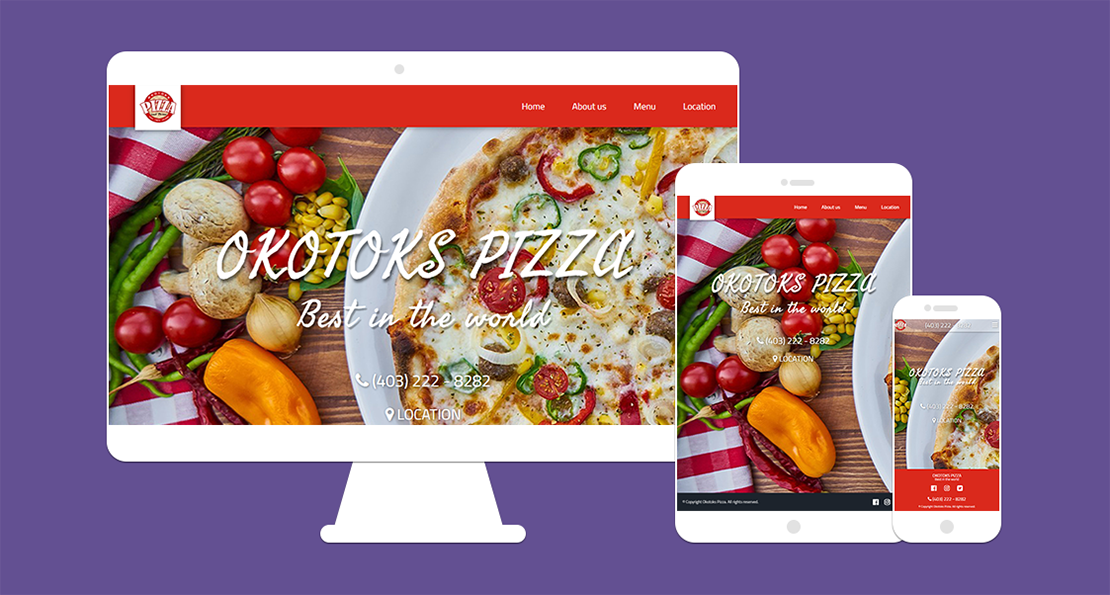 PIZZA
Home About us Menu Location
OKOTOKS PIZZA
Best in the world
(403) 222 - 8282
LOCATION
PIZZA
Home About us Menu Location
OKOTOKS PIZZA
Best in the world
(403) 222 - 8282
LOCATION
© Copyright Okotoks Pizza. All rights reserved.
(403) 222 - 8282
OKOTOKS PIZZA
Best in the world
(403) 222 - 8282
LOCATION
OKOTOKS PIZZA
Best in the world
(403) 222 - 8282
© Copyright Okotoks Pizza. All rights reserved.